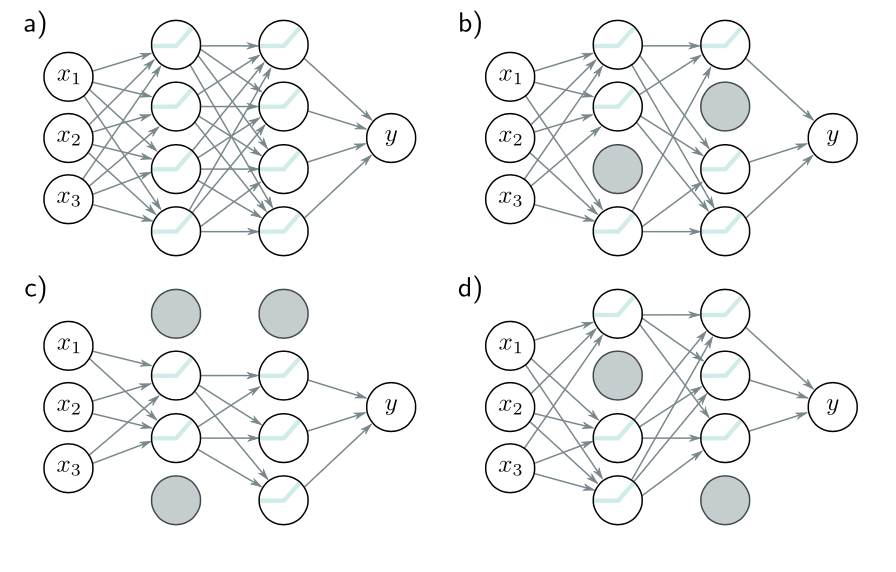 a)
x₁
x₂
x₃
y
b)
x₁
x₂
x₃
y
c)
x₁
x₂
x₃
y
d)
x₁
x₂
x₃
y